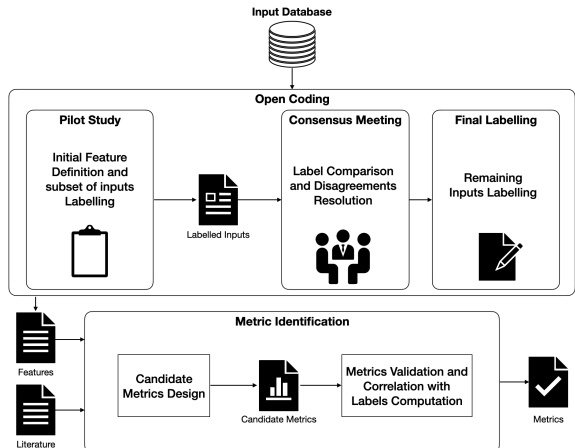 Input Database
Open Coding
Pilot Study
Initial Feature
Definition and
subset of inputs
Labelling
Labelled Inputs
Consensus Meeting
Label Comparison
and Disagreements
Resolution
Final Labelling
Remaining
Inputs Labelling
Features
Literature
Metric Identification
Candidate
Metrics Design
Candidate Metrics
Metrics Validation and
Correlation with
Labels Computation
Metrics